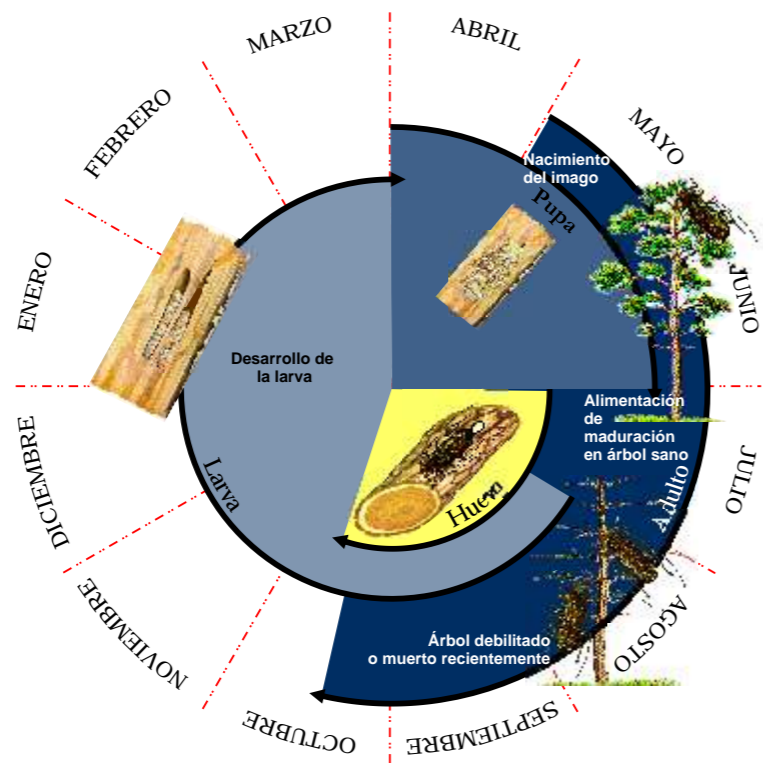 MARZO
ABRIL
FEBRERO
MAYO
Nacimiento
del imago
Pupa
ENERO
JUNIO
Desarrollo de
la larva
Alimentación
de
maduración
en árbol sano
DICIEMBRE
Larva
Huevo
Adulto
JULIO
NOVIEMBRE
Árbol debilitado
o muerto recientemente
AGOSTO
OCTUBRE
SEPTIEMBRE